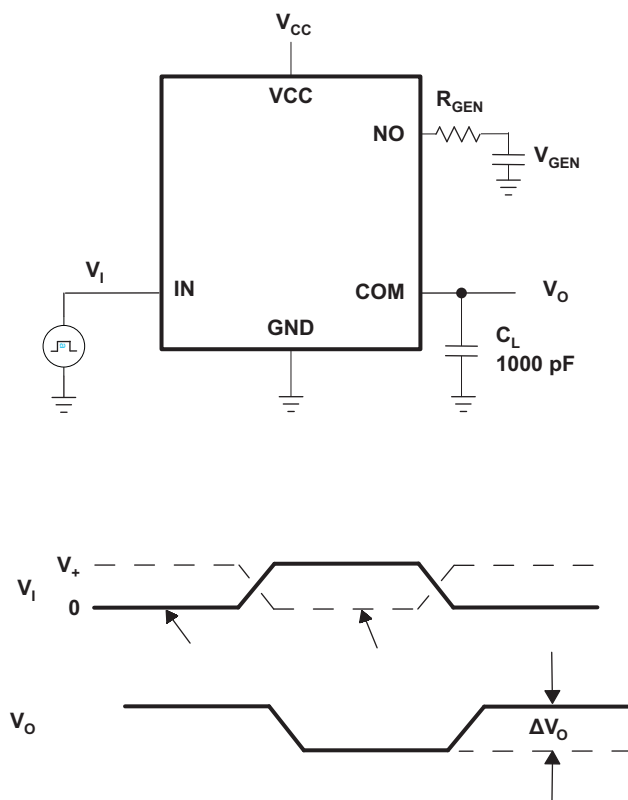 V_CC
VCC
R_GEN
NO
V_GEN
V_I
IN
COM
V_O
GND
C_L
1000 pF
V_+
V_I
0
V_O
ΔV_O